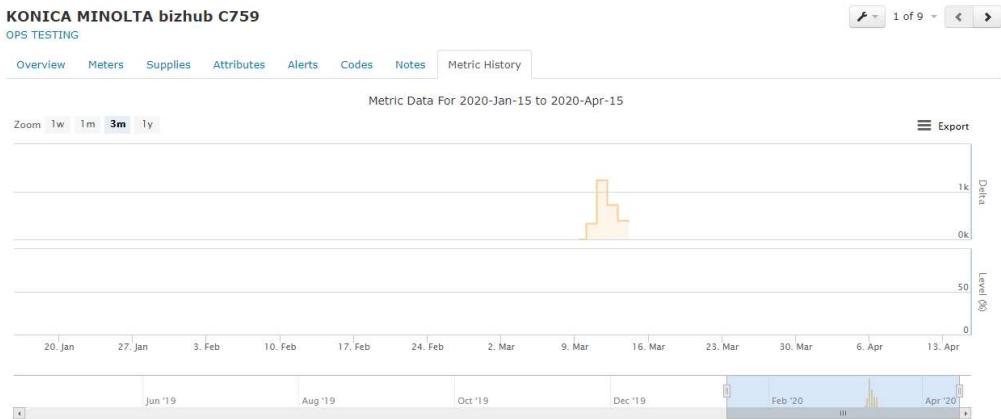 KONICA MINOLTA bizhub C759
1 of 9
OPS TESTING
Overview Meters Supplies Attributes Alerts Codes Notes Metric History
Metric Data For 2020-Jan-15 to 2020-Apr-15
Zoom 1w 1m 3m 1y
Export
1k
Delta
0k
50
Level (%)
0
20. Jan 27. Jan 3. Feb 10. Feb 17. Feb 24. Feb 2. Mar 9. Mar 16. Mar 23. Mar 30. Mar 6. Apr 13. Apr
Jun '19 Aug '19 Oct '19 Dec '19 Feb '20 Apr '20